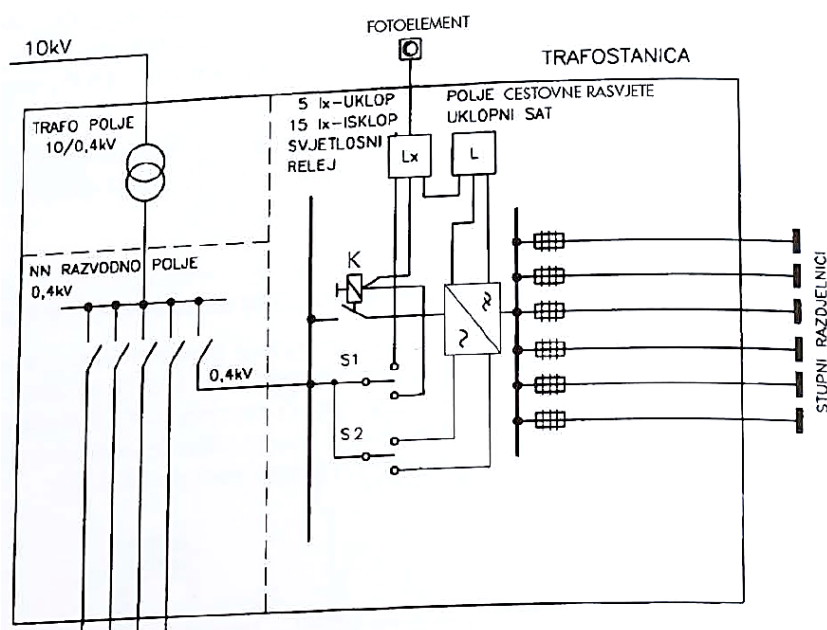 FOTOELEMENT
10kV
TRAFOSTANICA
5 lx-UKLOP
15 lx-ISKLOP
SVJETLOSNI
RELEJ
POLJE CESTOVNE RASVJETE
UKLOPNI SAT
TRAFO POLJE
10/0,4kV
Lx
L
NN RAZVODNO POLJE
0,4kV
K
0,4kV
S1
S2
STUPNI RAZDJELNICI